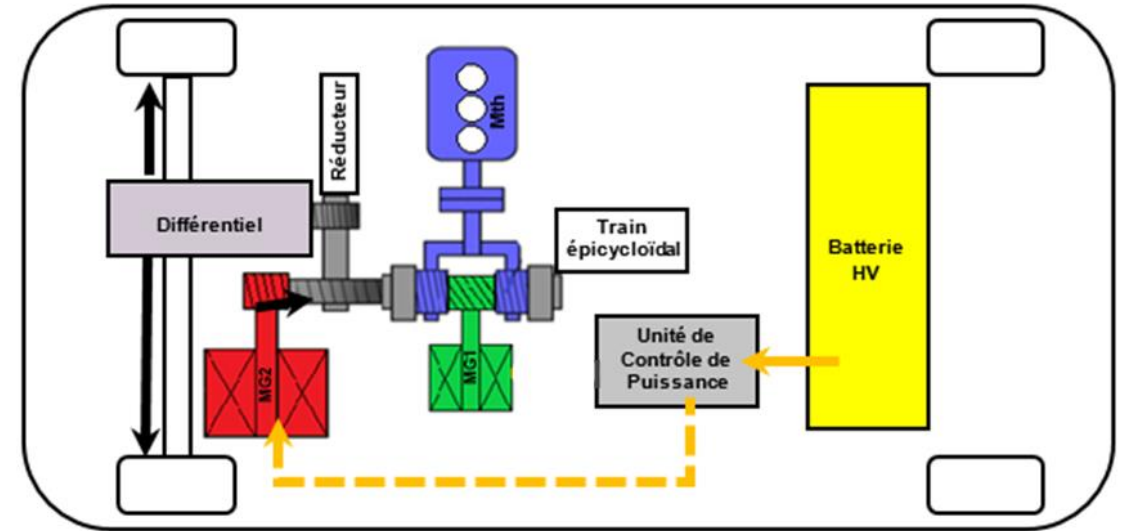 Réducteur
Mth
Différentiel
Train
épicycloïdal
Batterie
HV
Unité de
Contrôle de
Puissance
MG2
MG1